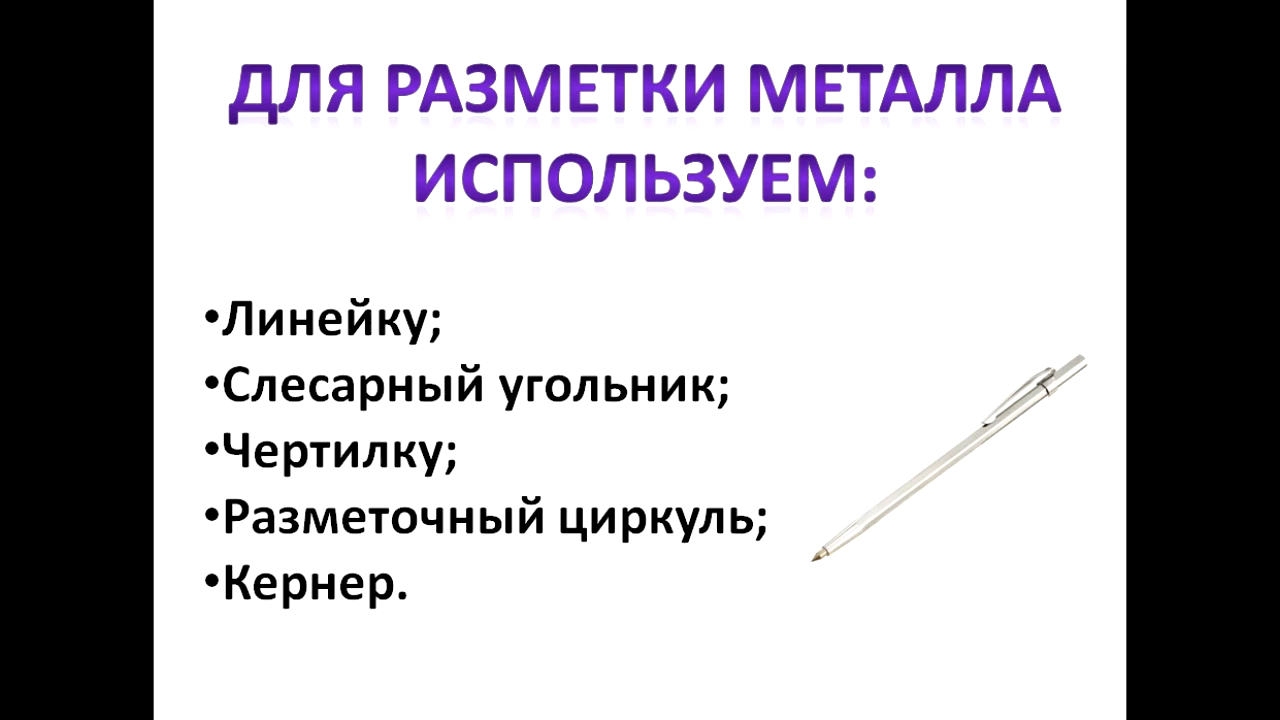 ДЛЯ РАЗМЕТКИ МЕТАЛЛА
ИСПОЛЬЗУЕМ:
•Линейку;
•Слесарный угольник;
•Чертилку;
•Разметочный циркуль;
•Кернер.